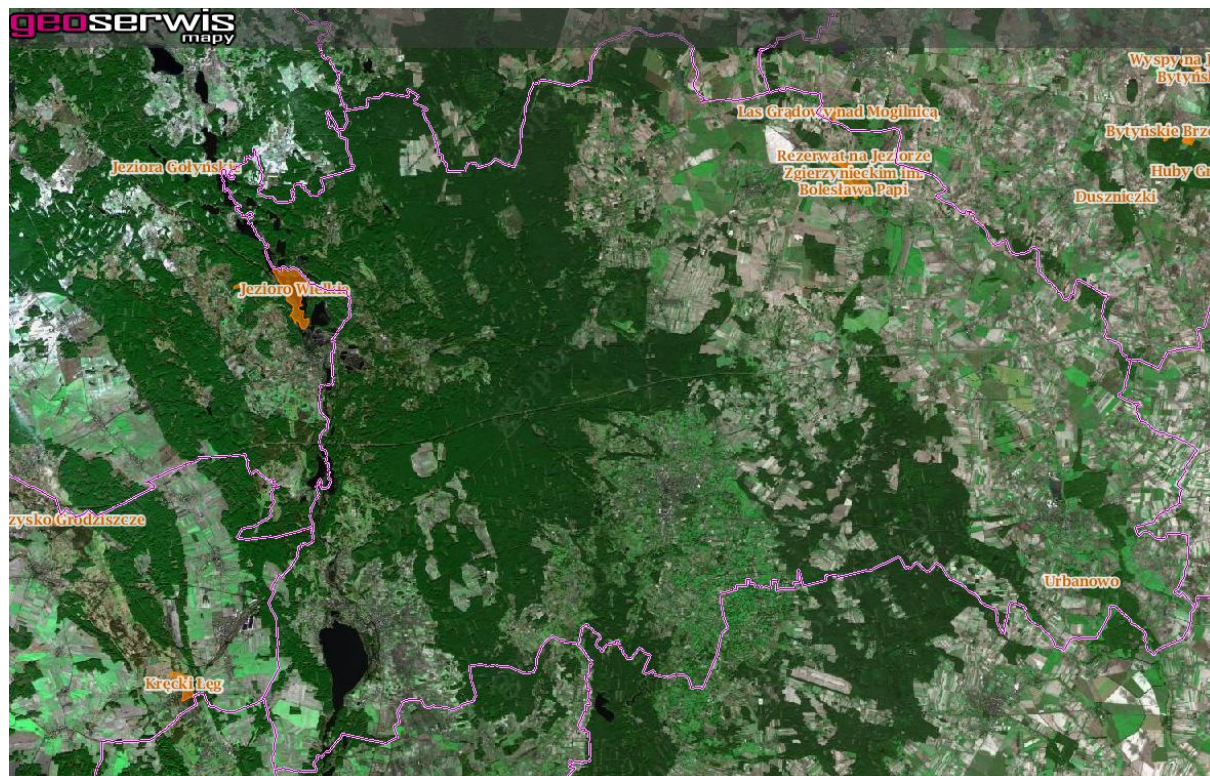 geoserwis
mapy
Wyspy na J
Bytyńsk
Las Grądowy nad Mogilnicą
Bytyńskie Brzę
Jeziora Gołyńskie
Rezerwat na Jeziorze
Zgierzynieckim im.
Bolesława Papi
Huby Gr
Duszniczki
Jezioro Wielkie
zysko Grodziszcze
Urbanowo
Kręcki Łęg